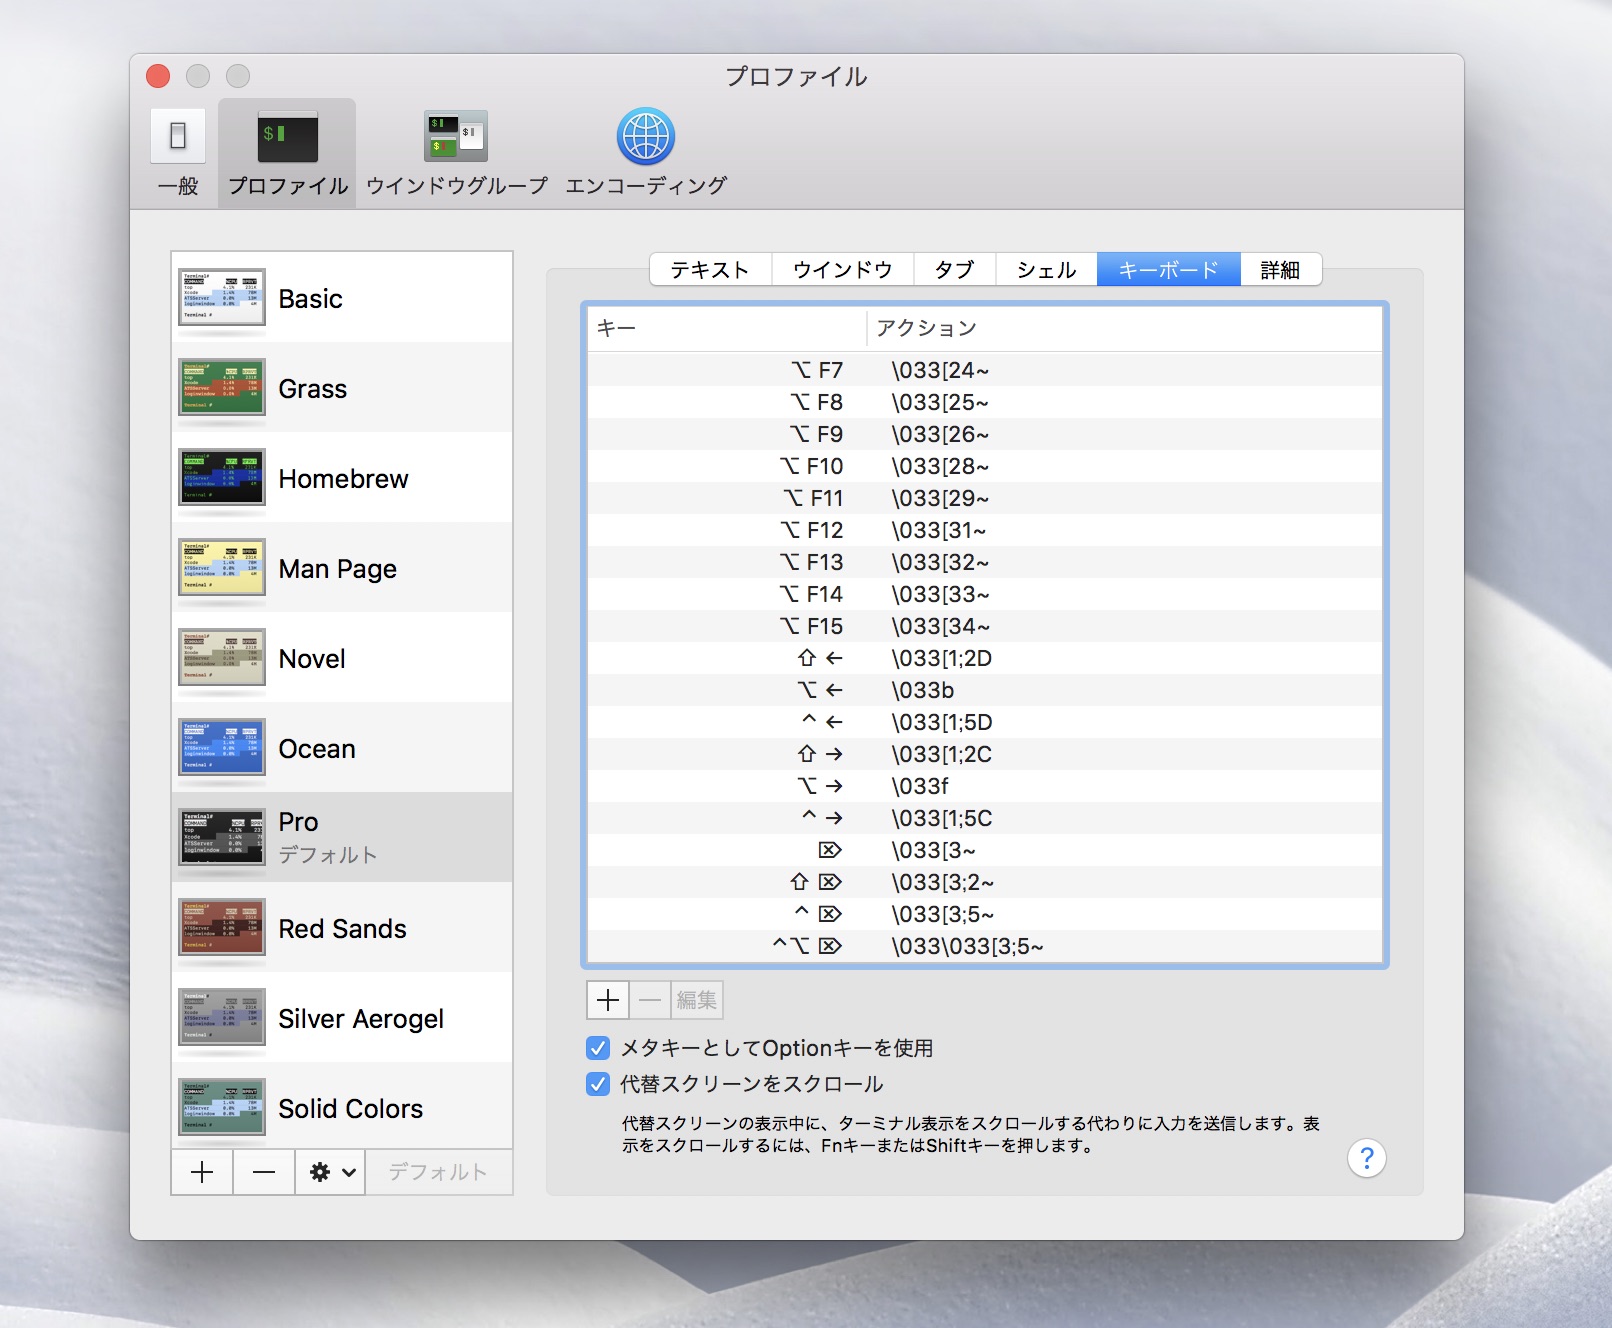 プロファイル
一般
プロファイル
ウインドウグループ
エンコーディング
Basic
Grass
Homebrew
Man Page
Novel
Ocean
Pro
デフォルト
Red Sands
Silver Aerogel
Solid Colors
デフォルト
テキスト
ウインドウ
タブ
シェル
キーボード
詳細
キー アクション
⌥ F7 \033[24~
⌥ F8 \033[25~
⌥ F9 \033[26~
⌥ F10 \033[28~
⌥ F11 \033[29~
⌥ F12 \033[31~
⌥ F13 \033[32~
⌥ F14 \033[33~
⌥ F15 \033[34~
⇧ ← \033[1;2D
⌥ ← \033b
^ ← \033[1;5D
⇧ → \033[1;2C
⌥ → \033f
^ → \033[1;5C
⌦ \033[3~
⇧ ⌦ \033[3;2~
^ ⌦ \033[3;5~
^⌥ ⌦ \033\033[3;5~
編集
メタキーとしてOptionキーを使用
代替スクリーンをスクロール
代替スクリーンの表示中に、ターミナル表示をスクロールする代わりに入力を送信します。表
示をスクロールするには、FnキーまたはShiftキーを押します。
?